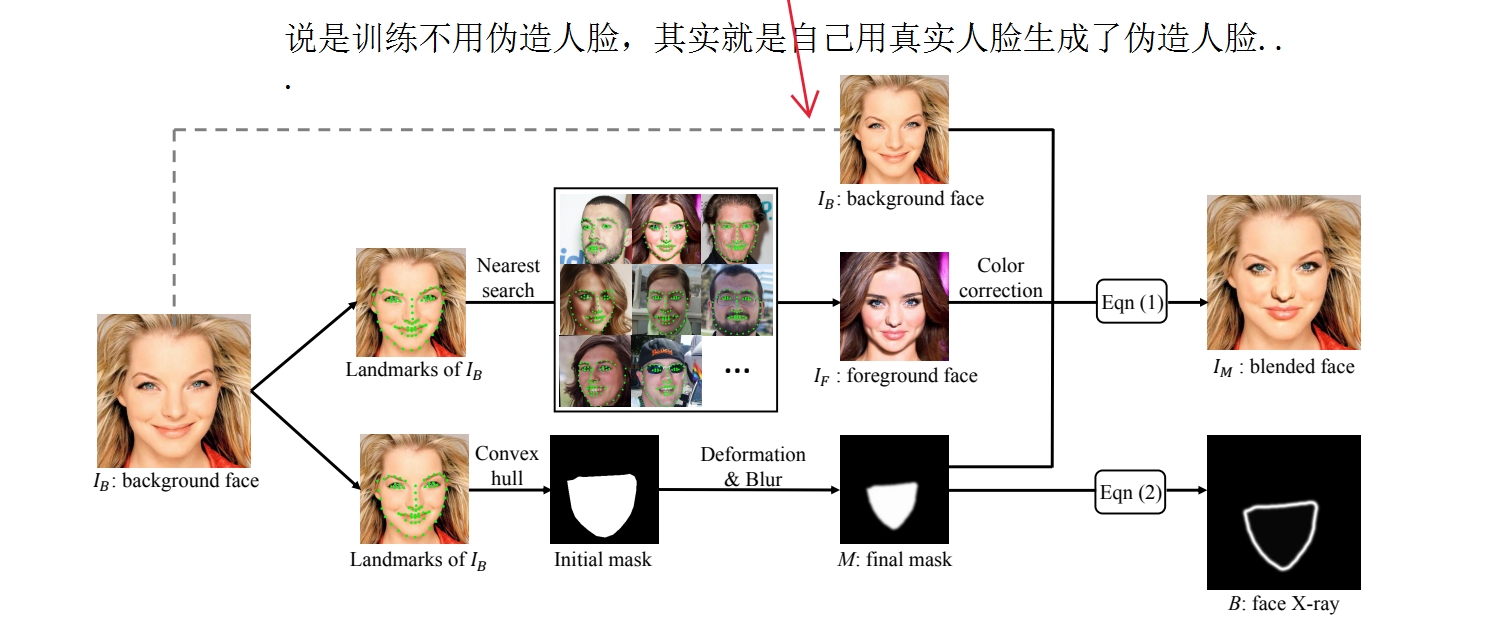 说是训练不用伪造人脸，其实就是自己用真实人脸生成了伪造人脸. .
.
I_B: background face
Nearest
search
Color
correction
Eqn (1)
Landmarks of I_B
I_F : foreground face
I_M : blended face
I_B: background face
Convex
hull
Deformation
& Blur
Eqn (2)
Landmarks of I_B
Initial mask
M: final mask
B: face X-ray
...